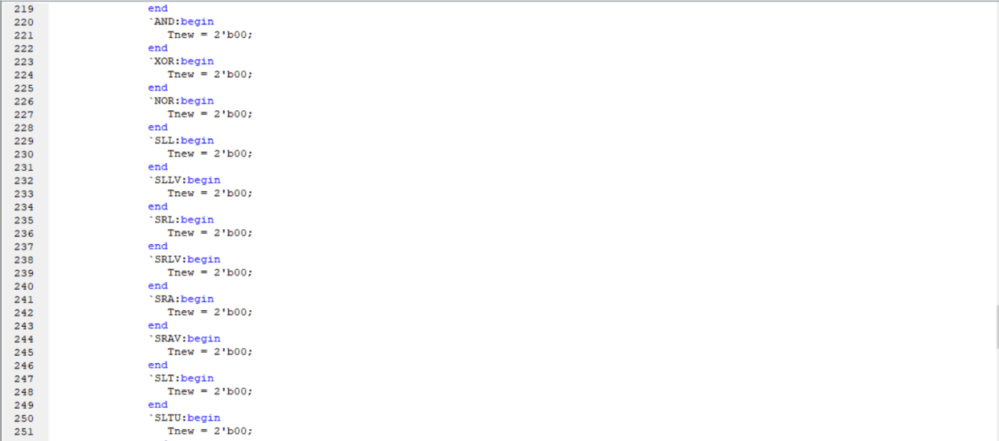 219 end
220 `AND:begin
221 Tnew = 2'b00;
222 end
223 `XOR:begin
224 Tnew = 2'b00;
225 end
226 `NOR:begin
227 Tnew = 2'b00;
228 end
229 `SLL:begin
230 Tnew = 2'b00;
231 end
232 `SLLV:begin
233 Tnew = 2'b00;
234 end
235 `SRL:begin
236 Tnew = 2'b00;
237 end
238 `SRLV:begin
239 Tnew = 2'b00;
240 end
241 `SRA:begin
242 Tnew = 2'b00;
243 end
244 `SRAV:begin
245 Tnew = 2'b00;
246 end
247 `SLT:begin
248 Tnew = 2'b00;
249 end
250 `SLTU:begin
251 Tnew = 2'b00;